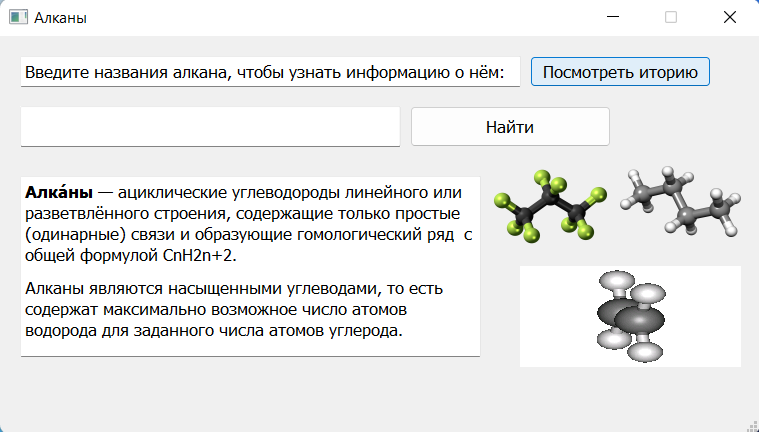 Алканы
Введите названия алкана, чтобы узнать информацию о нём:
Посмотреть иторию
Найти
Алка́ны — ациклические углеводороды линейного или
разветвлённого строения, содержащие только простые
(одинарные) связи и образующие гомологический ряд  с
общей формулой CnH2n+2.
Алканы являются насыщенными углеводами, то есть
содержат максимально возможное число атомов
водорода для заданного числа атомов углерода.